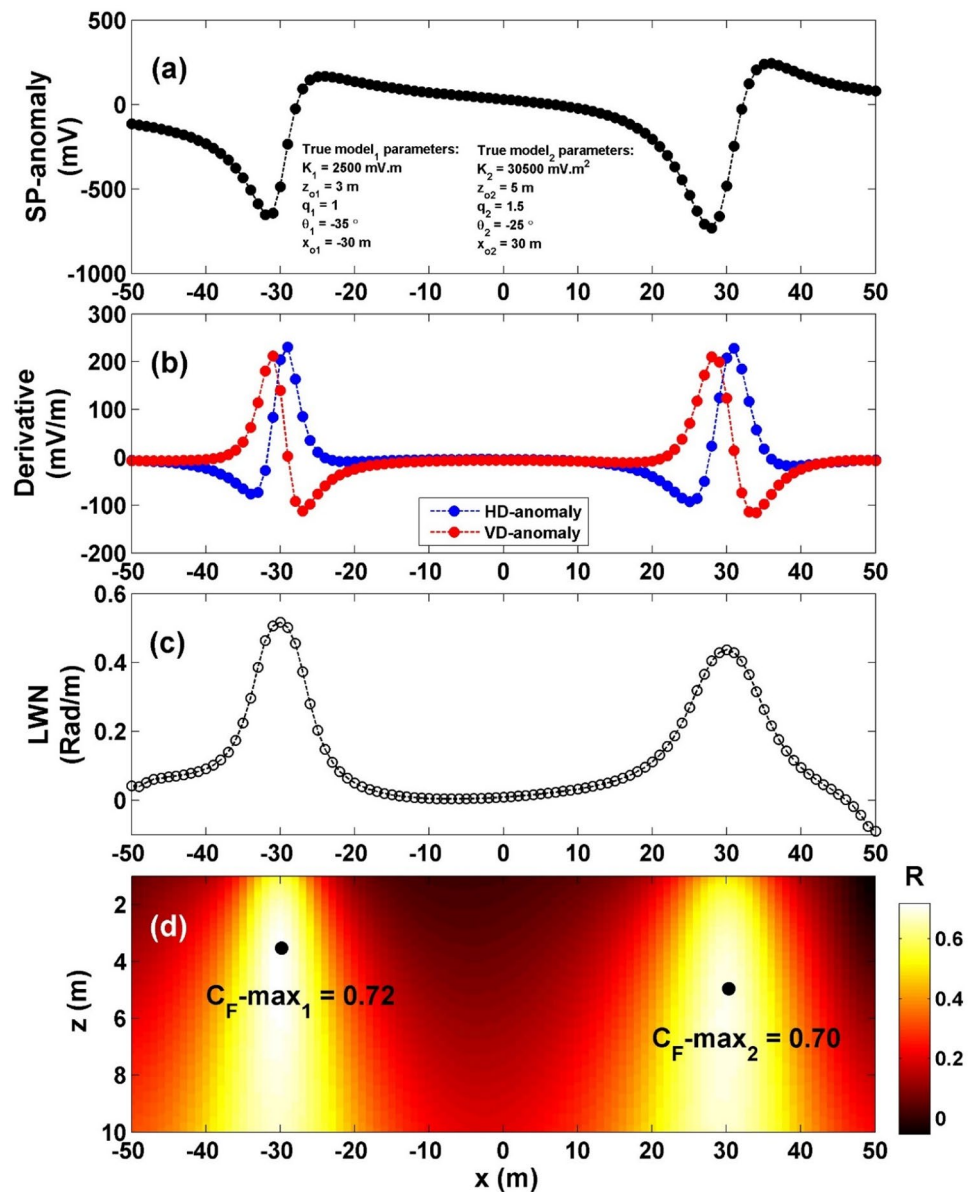 (a)
SP-anomaly
(mV)
500
0
-500
-1000
True model₁ parameters:
K₁ = 2500 mV.m
zₒ₁ = 3 m
q₁ = 1
θ₁ = -35 °
xₒ₁ = -30 m
True model₂ parameters:
K₂ = 30500 mV.m²
zₒ₂ = 5 m
q₂ = 1.5
θ₂ = -25 °
xₒ₂ = 30 m
-50 -40 -30 -20 -10 0 10 20 30 40 50
(b)
Derivative
(mV/m)
300
200
100
0
-100
-200
HD-anomaly
VD-anomaly
-50 -40 -30 -20 -10 0 10 20 30 40 50
(c)
LWN
(Rad/m)
0.6
0.4
0.2
0
-50 -40 -30 -20 -10 0 10 20 30 40 50
(d)
z (m)
2
4
6
8
10
C_F-max₁ = 0.72
C_F-max₂ = 0.70
-50 -40 -30 -20 -10 0 10 20 30 40 50
x (m)
R
0.6
0.4
0.2
0